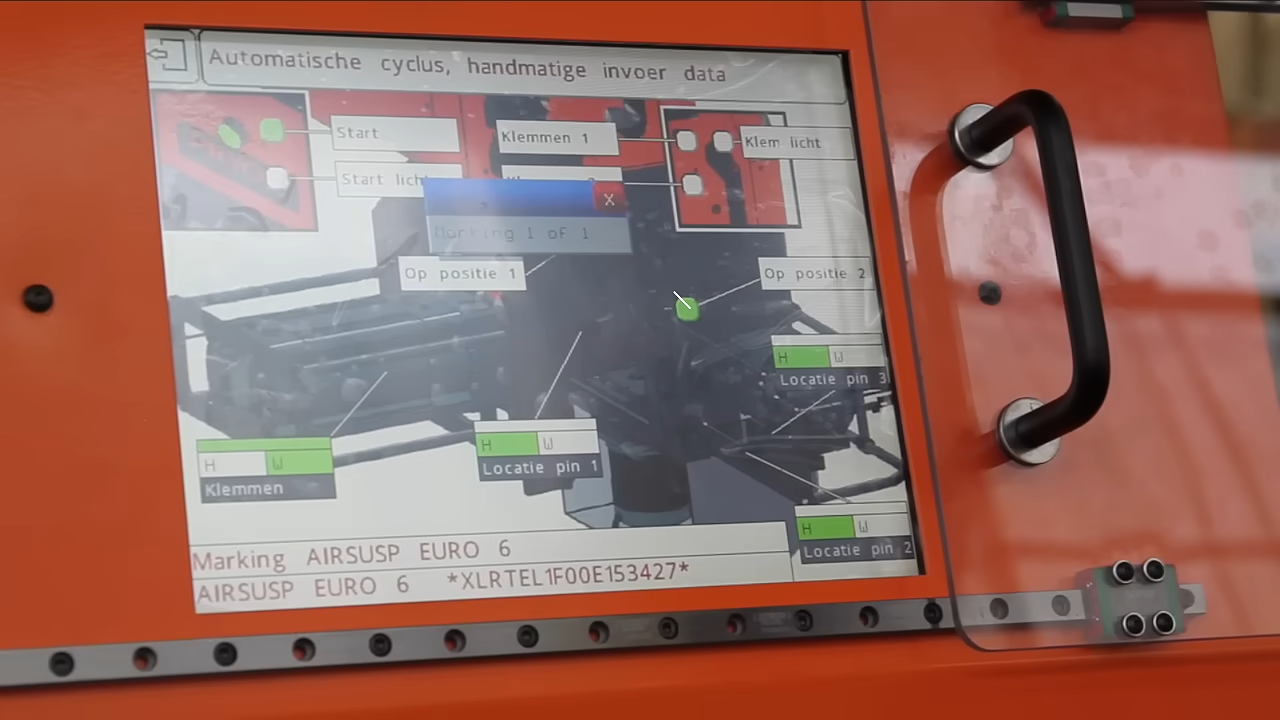 Automatische cyclus, handmatige invoer data
Start
Klemmen 1
Klem licht
Start licht
X
Marking 1 of 1
Op positie 1
Op positie 2
H W
Locatie pin 3
H W
Klemmen
H W
Locatie pin 1
H W
Locatie pin 2
Marking AIRSUSP EURO 6
AIRSUSP EURO 6 *XLRTEL1F00E153427*